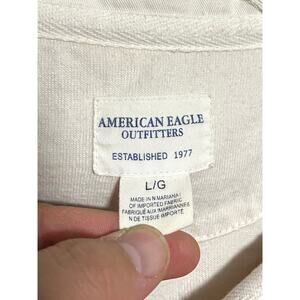 AMERICAN EAGLE
OUTFITTERS
ESTABLISHED 1977
L/G
MADE IN N.MARIANA I
OF IMPORTED FABRIC
FABRIQUÉ AUX I MARIANNES
N DE TISSUE IMPORTÉ